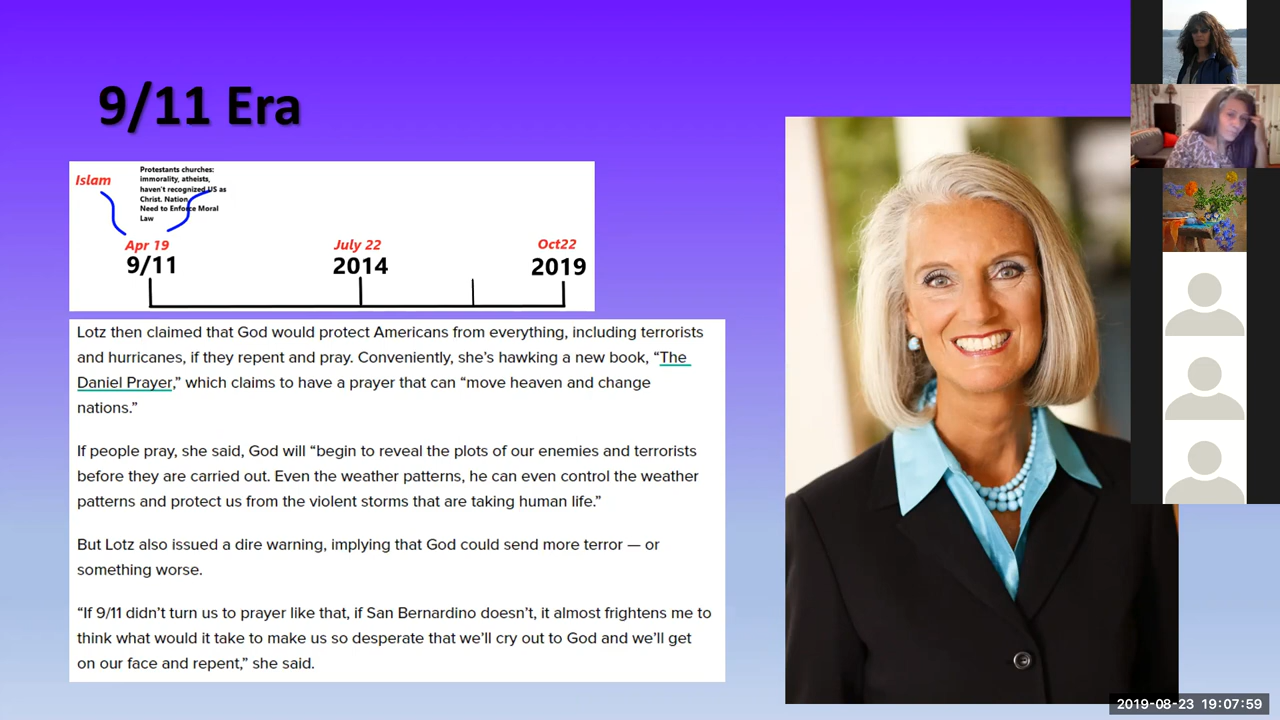 9/11 Era
Islam
Protestants churches:
immorality, atheists,
haven't recognized US as
Christ. Nation
Need to Enforce Moral
Law
Apr 19
July 22
Oct22
9/11
2014
2019
Lotz then claimed that God would protect Americans from everything, including terrorists
and hurricanes, if they repent and pray. Conveniently, she’s hawking a new book, “The
Daniel Prayer,” which claims to have a prayer that can “move heaven and change
nations.”
If people pray, she said, God will “begin to reveal the plots of our enemies and terrorists
before they are carried out. Even the weather patterns, he can even control the weather
patterns and protect us from the violent storms that are taking human life.”
But Lotz also issued a dire warning, implying that God could send more terror — or
something worse.
“If 9/11 didn’t turn us to prayer like that, if San Bernardino doesn’t, it almost frightens me to
think what would it take to make us so desperate that we’ll cry out to God and we’ll get
on our face and repent,” she said.
2019-08-23 19:07:59